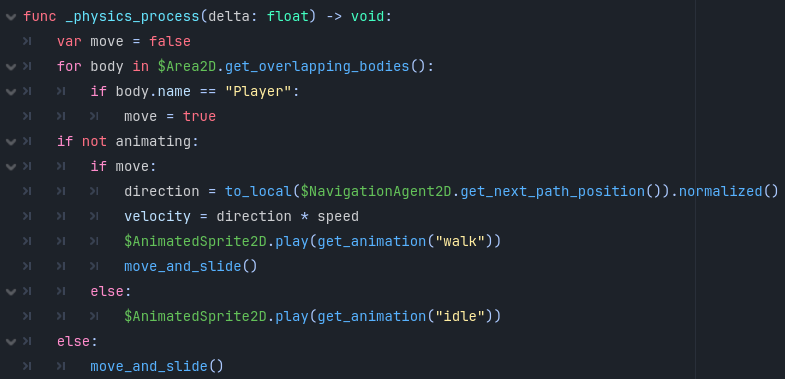 func _physics_process(delta: float) -> void:
	var move = false
	for body in $Area2D.get_overlapping_bodies():
		if body.name == "Player":
			move = true
	if not animating:
		if move:
			direction = to_local($NavigationAgent2D.get_next_path_position()).normalized()
			velocity = direction * speed
			$AnimatedSprite2D.play(get_animation("walk"))
			move_and_slide()
		else:
			$AnimatedSprite2D.play(get_animation("idle"))
	else:
		move_and_slide()